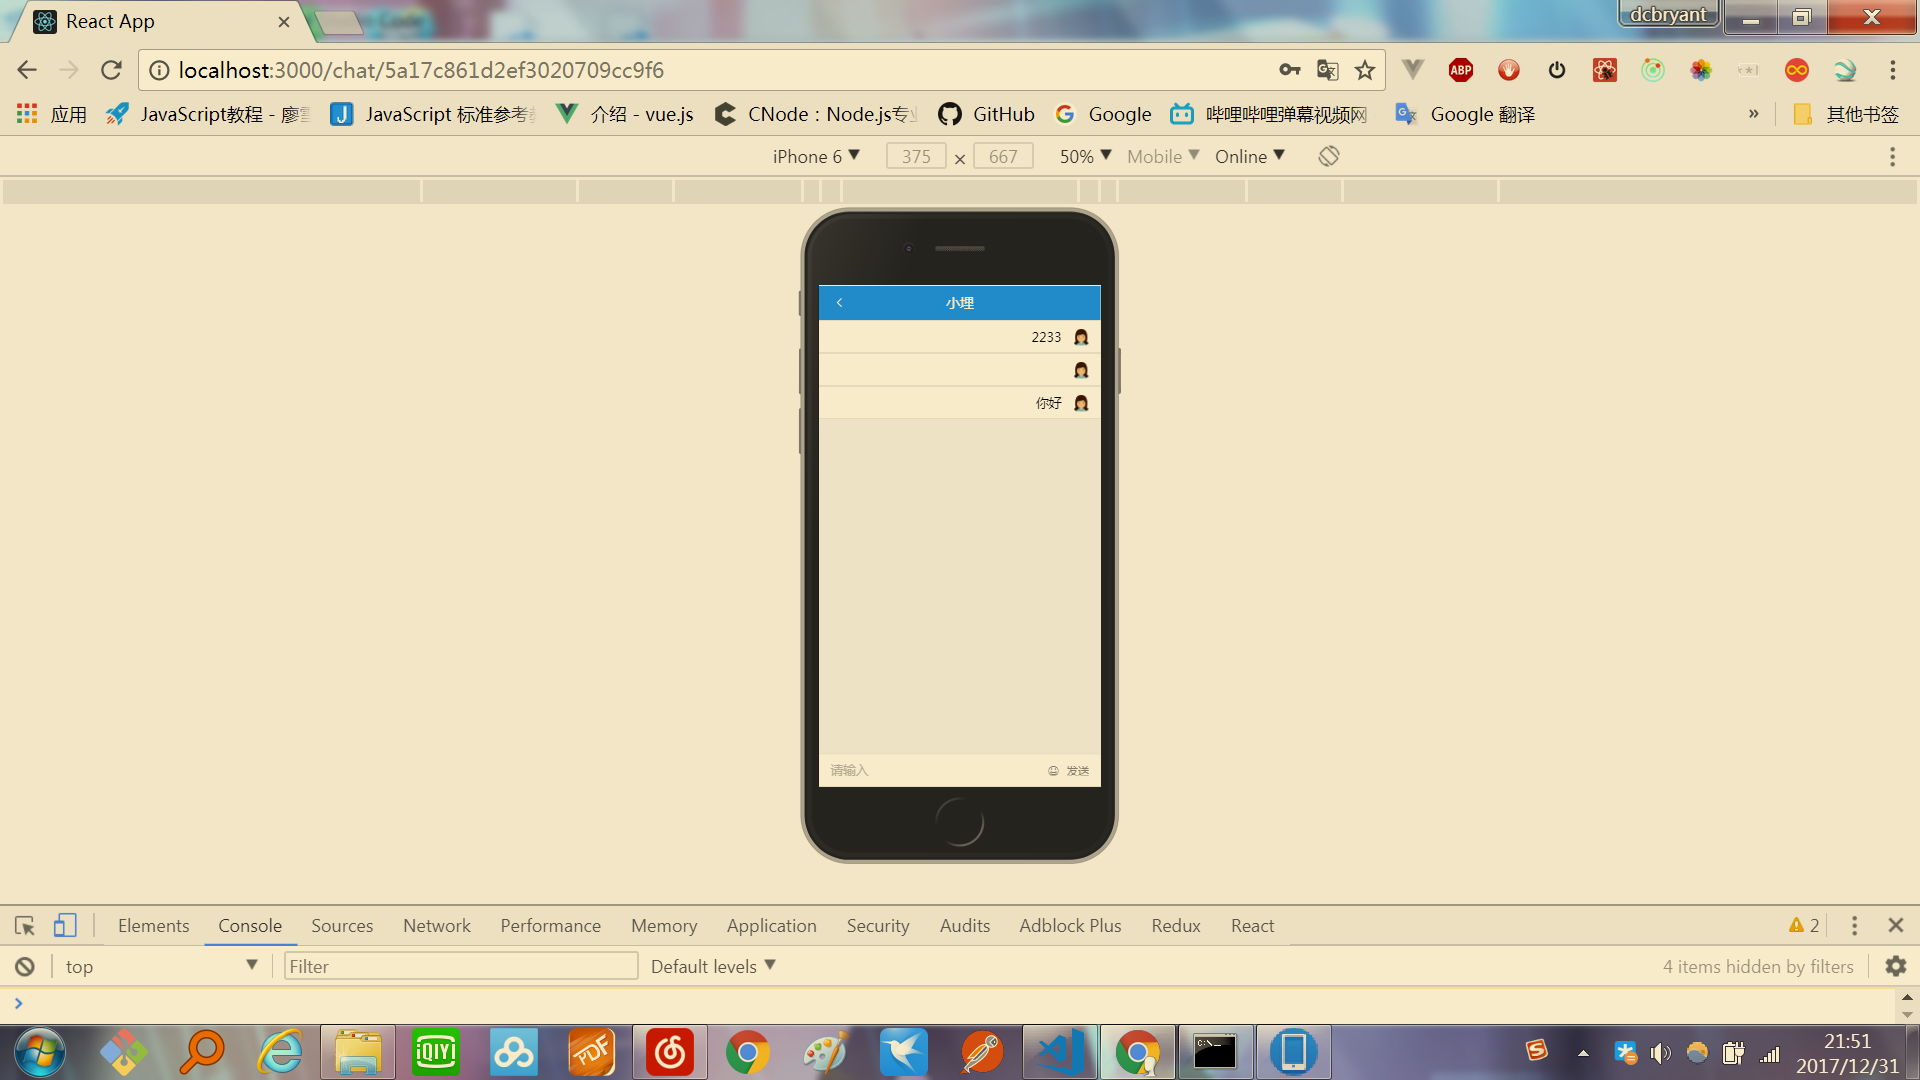 React App
dcbryant
localhost:3000/chat/5a17c861d2ef3020709cc9f6
ABP
应用 JavaScript教程 - 廖雪 JavaScript 标准参考 介绍 - vue.js CNode：Node.js专业 GitHub Google 哔哩哔哩弹幕视频网 Google 翻译 » 其他书签
iPhone 6 375 × 667 50% Mobile Online
小埋
2233
你好
请输入 发送
Elements Console Sources Network Performance Memory Application Security Audits Adblock Plus Redux React 2
top Filter Default levels 4 items hidden by filters
iQIYI PDF C:\_
21:51
2017/12/31